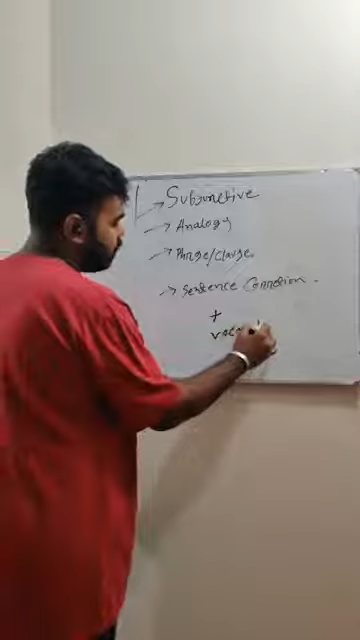 → Subjunctive
→ Analogy
→ Phrase/Clause.
→ Sentence Correction.
+